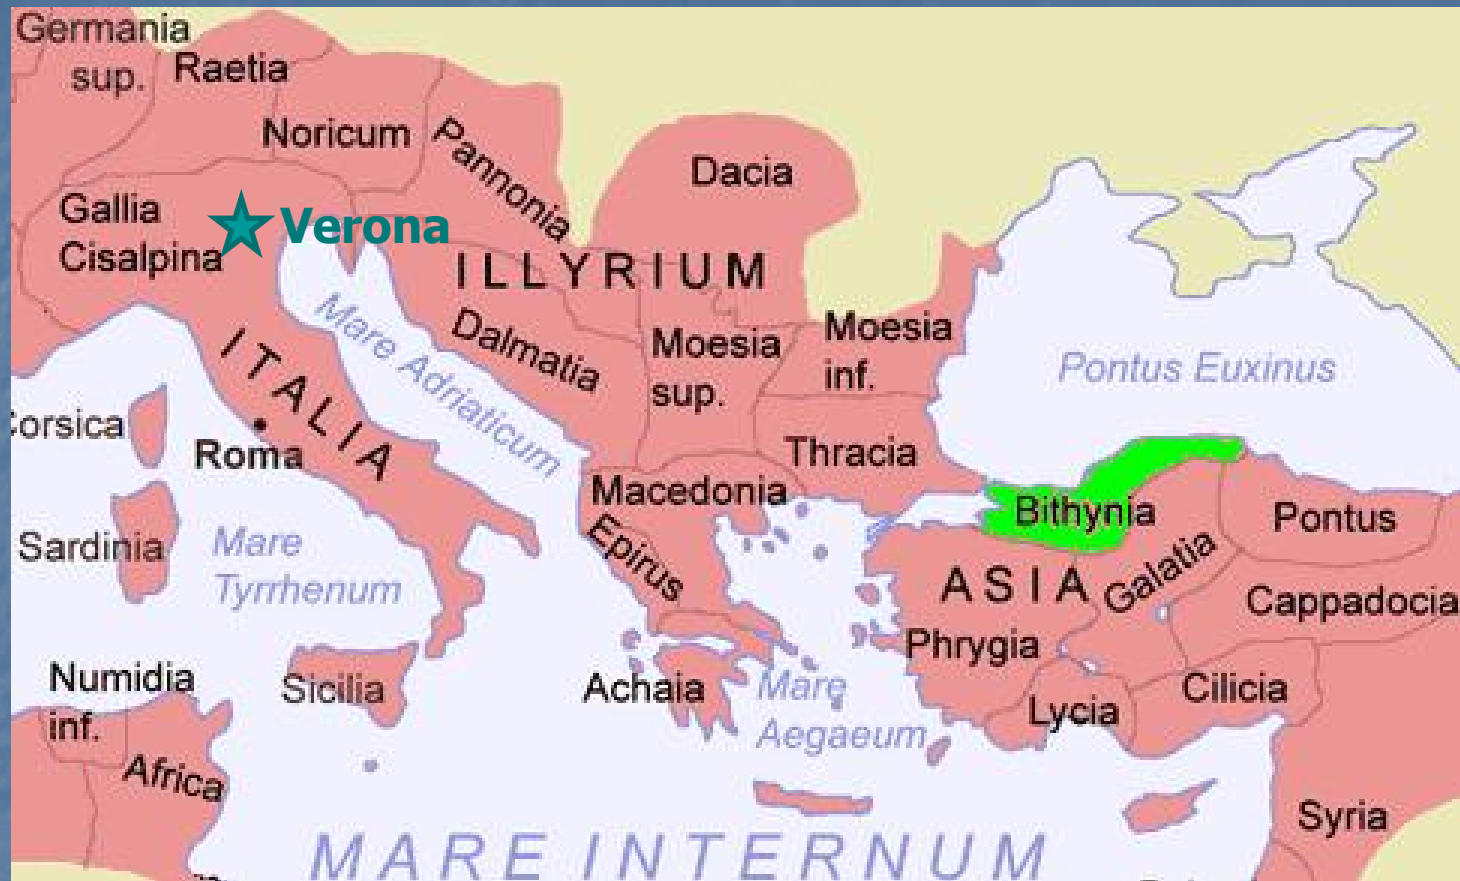 Germania
sup.
Raetia
Noricum
Pannonia
Dacia
Gallia
Cisalpina
Verona
ILLYRIUM
Mare Adriaticum
Dalmatia
Moesia
sup.
Moesia
inf.
Pontus Euxinus
ITALIA
Corsica
Roma
Thracia
Macedonia
Bithynia
Pontus
Sardinia
Mare
Tyrrhenum
Epirus
ASIA
Galatia
Cappadocia
Phrygia
Numidia
inf.
Sicilia
Achaia
Mare
Aegaeum
Lycia
Cilicia
Africa
Syria
MARE INTERNUM